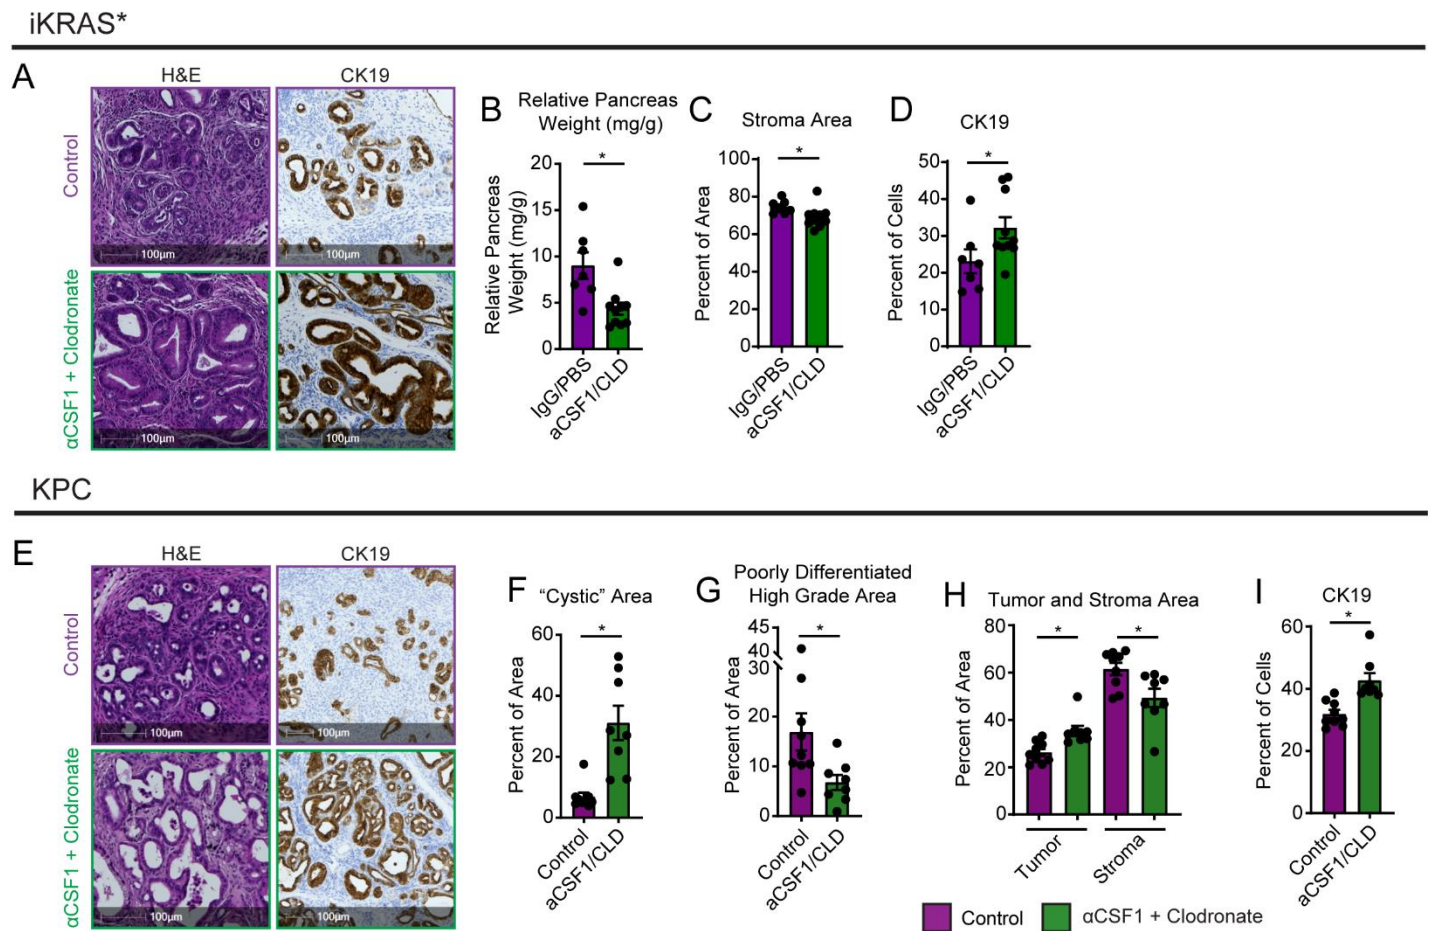 iKRAS*
A
H&E
CK19
Control
100µm
100µm
αCSF1 + Clodronate
100µm
100µm
B
Relative Pancreas
Weight (mg/g)
*
Relative Pancreas
Weight (mg/g)
20
15
10
5
0
IgG/PBS
aCSF1/CLD
C
Stroma Area
*
Percent of Area
100
80
60
40
20
0
IgG/PBS
aCSF1/CLD
D
CK19
*
Percent of Cells
50
40
30
20
10
0
IgG/PBS
aCSF1/CLD
KPC
E
H&E
CK19
Control
100µm
100µm
αCSF1 + Clodronate
100µm
100µm
F
“Cystic” Area
*
Percent of Area
60
40
20
0
Control
aCSF1/CLD
G
Poorly Differentiated
High Grade Area
*
Percent of Area
45
40
30
20
10
0
Control
aCSF1/CLD
H
Tumor and Stroma Area
*
*
Percent of Area
80
60
40
20
0
Tumor
Stroma
I
CK19
*
Percent of Cells
60
40
20
0
Control
aCSF1/CLD
Control
αCSF1 + Clodronate